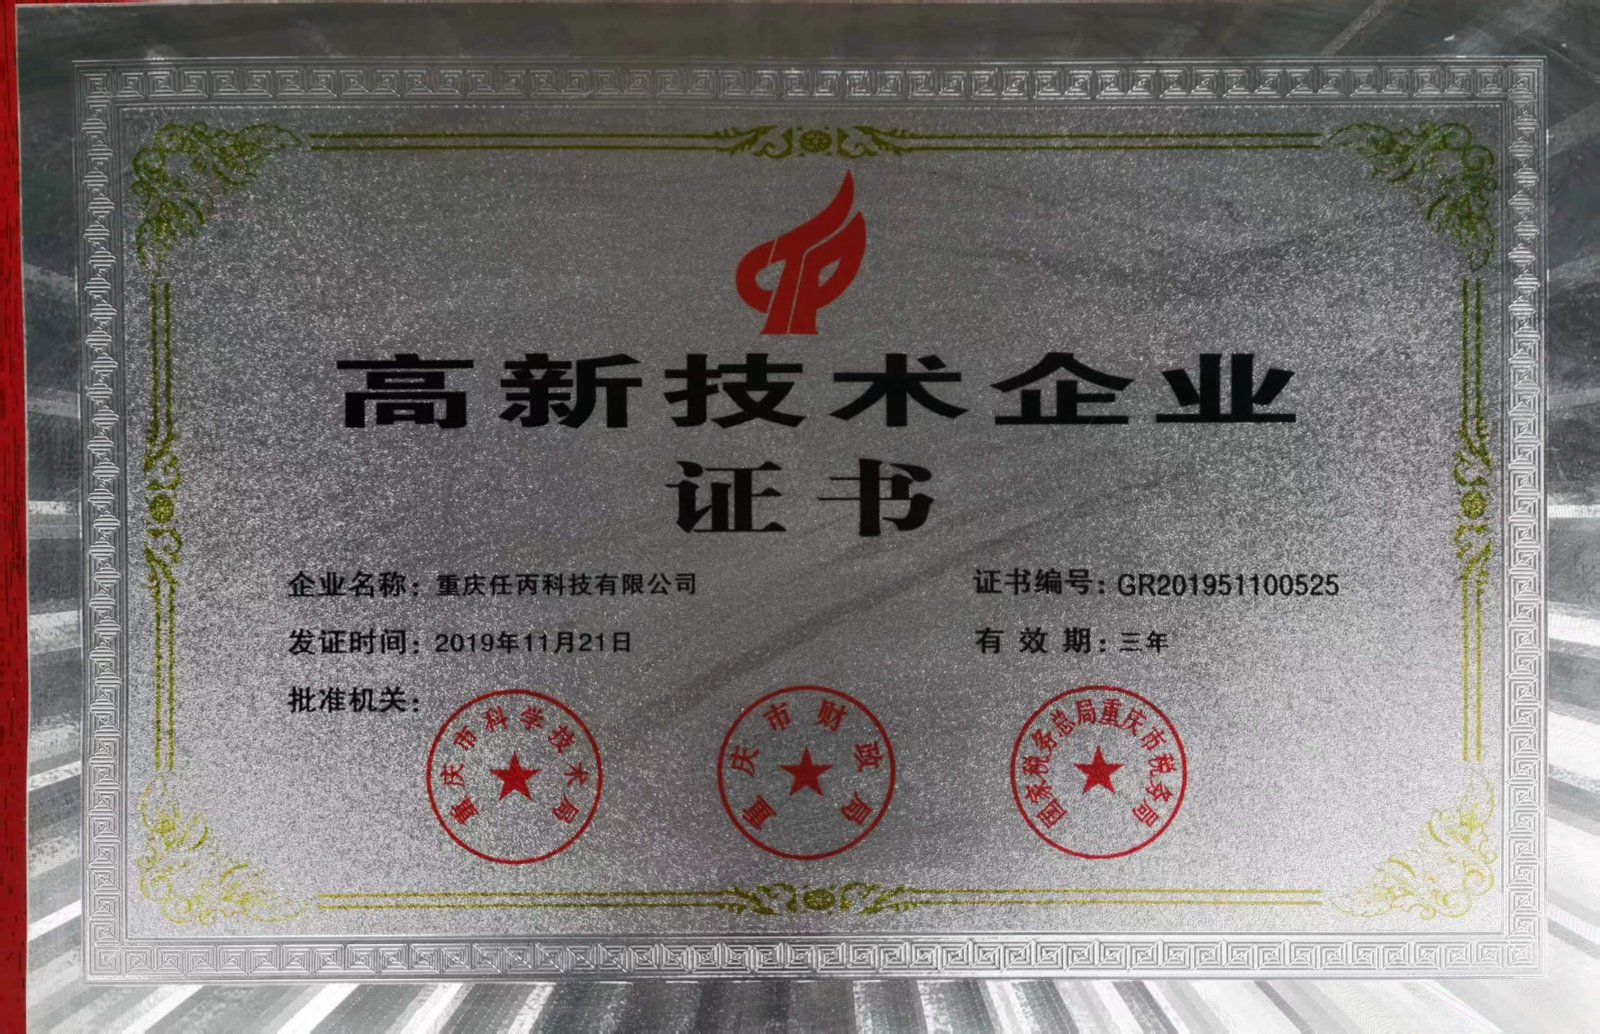 高新技术企业
证书
企业名称：重庆任丙科技有限公司
证书编号：GR201951100525
发证时间：2019年11月21日
有效期：三年
批准机关：
重庆市科学技术局
重庆市财政局
国家税务总局重庆市税务局